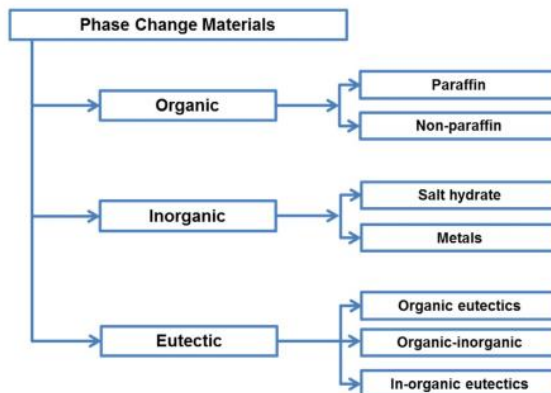 Phase Change Materials
Organic
Paraffin
Non-paraffin
Inorganic
Salt hydrate
Metals
Eutectic
Organic eutectics
Organic-inorganic
In-organic eutectics